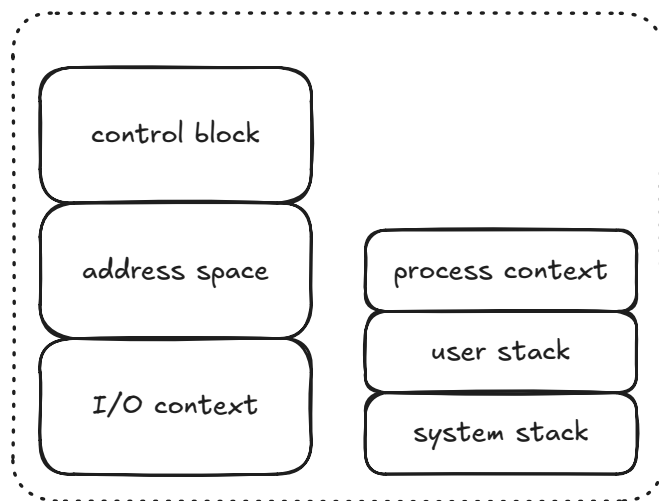 control block
address space
I/O context
process context
user stack
system stack